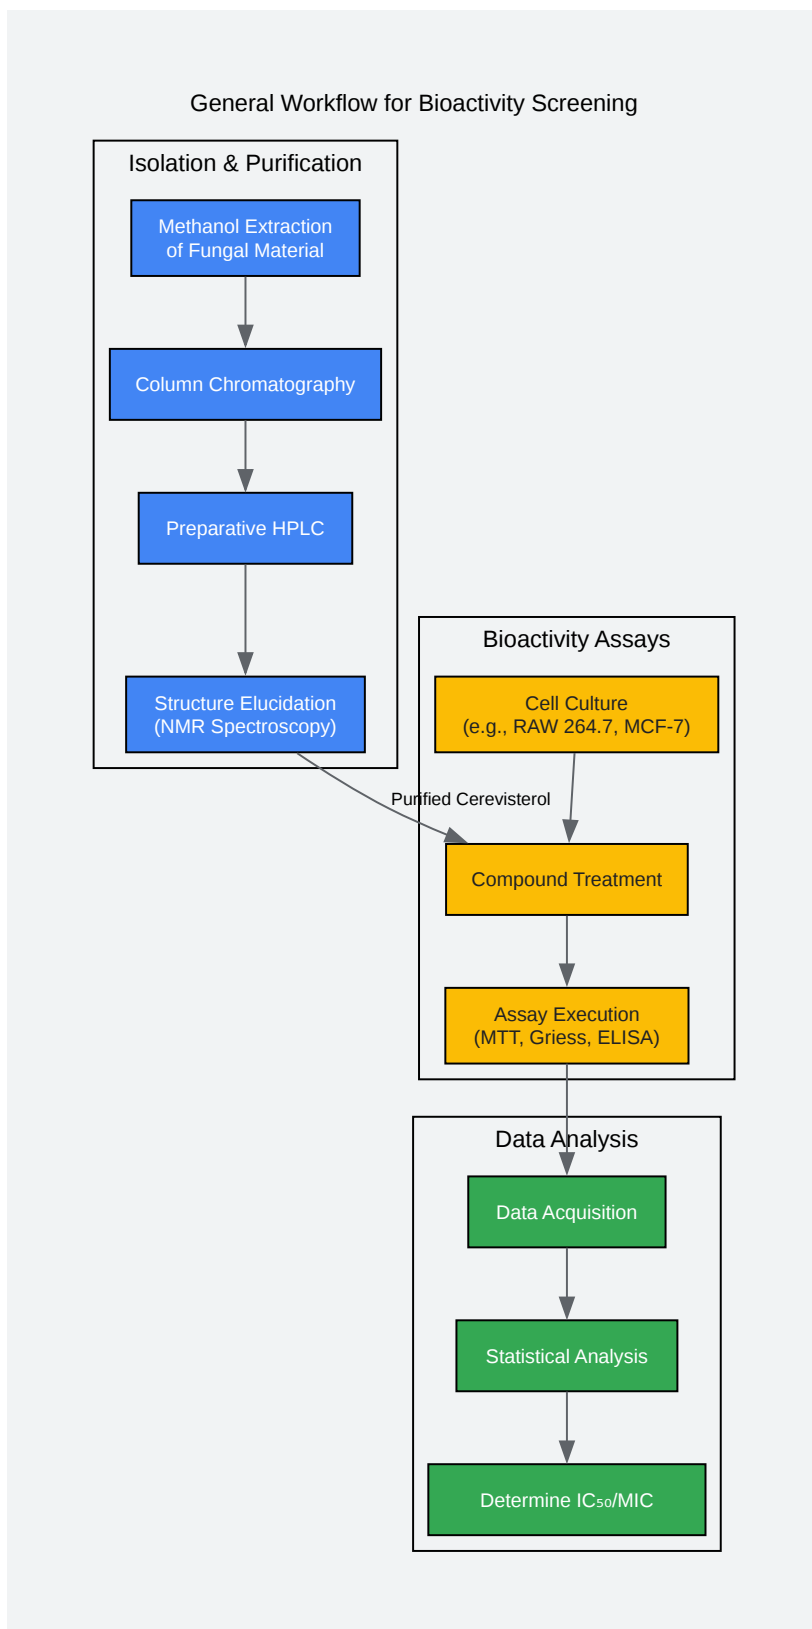 General Workflow for Bioactivity Screening
Isolation & Purification
Methanol Extraction
of Fungal Material
Column Chromatography
Preparative HPLC
Structure Elucidation
(NMR Spectroscopy)
Purified Cerevisterol
Bioactivity Assays
Cell Culture
(e.g., RAW 264.7, MCF-7)
Compound Treatment
Assay Execution
(MTT, Griess, ELISA)
Data Analysis
Data Acquisition
Statistical Analysis
Determine IC₅₀/MIC